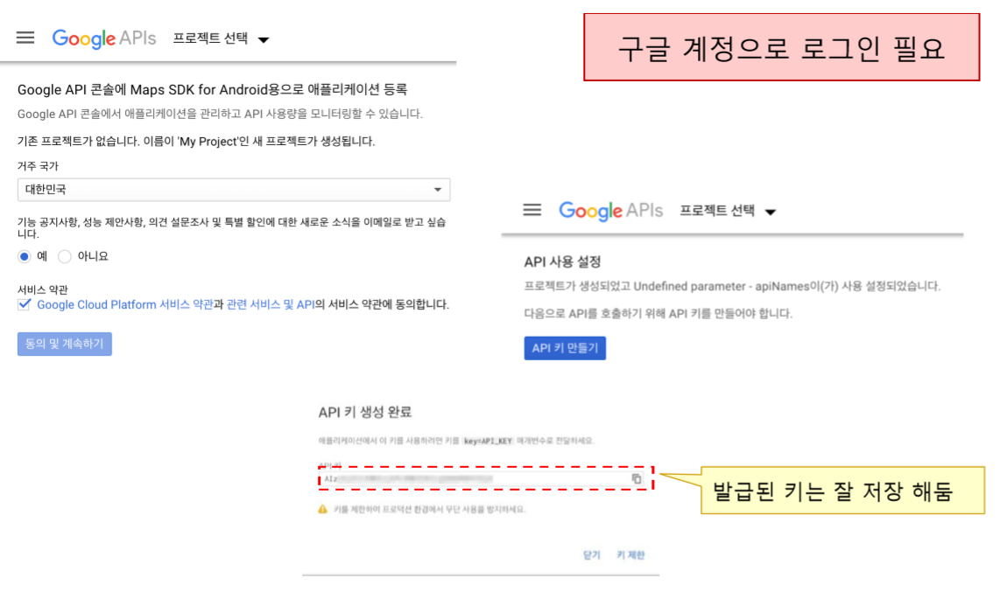 Google APIs 프로젝트 선택
구글 계정으로 로그인 필요
Google API 콘솔에 Maps SDK for Android용으로 애플리케이션 등록
Google API 콘솔에서 애플리케이션을 관리하고 API 사용량을 모니터링할 수 있습니다.
기존 프로젝트가 없습니다. 이름이 'My Project'인 새 프로젝트가 생성됩니다.
거주 국가
대한민국
기능 공지사항, 성능 제안사항, 의견 설문조사 및 특별 할인에 대한 새로운 소식을 이메일로 받고 싶습
니다.
예 아니요
서비스 약관
Google Cloud Platform 서비스 약관과 관련 서비스 및 API의 서비스 약관에 동의합니다.
동의 및 계속하기
Google APIs 프로젝트 선택
API 사용 설정
프로젝트가 생성되었고 Undefined parameter - apiNames이(가) 사용 설정되었습니다.
다음으로 API를 호출하기 위해 API 키를 만들어야 합니다.
API 키 만들기
API 키 생성 완료
애플리케이션에서 이 키를 사용하려면 키를 key=API_KEY 매개변수로 전달하세요.
API 키
AIz
발급된 키는 잘 저장 해둠
키를 제한하여 프로덕션 환경에서 무단 사용을 방지하세요.
닫기 키 제한